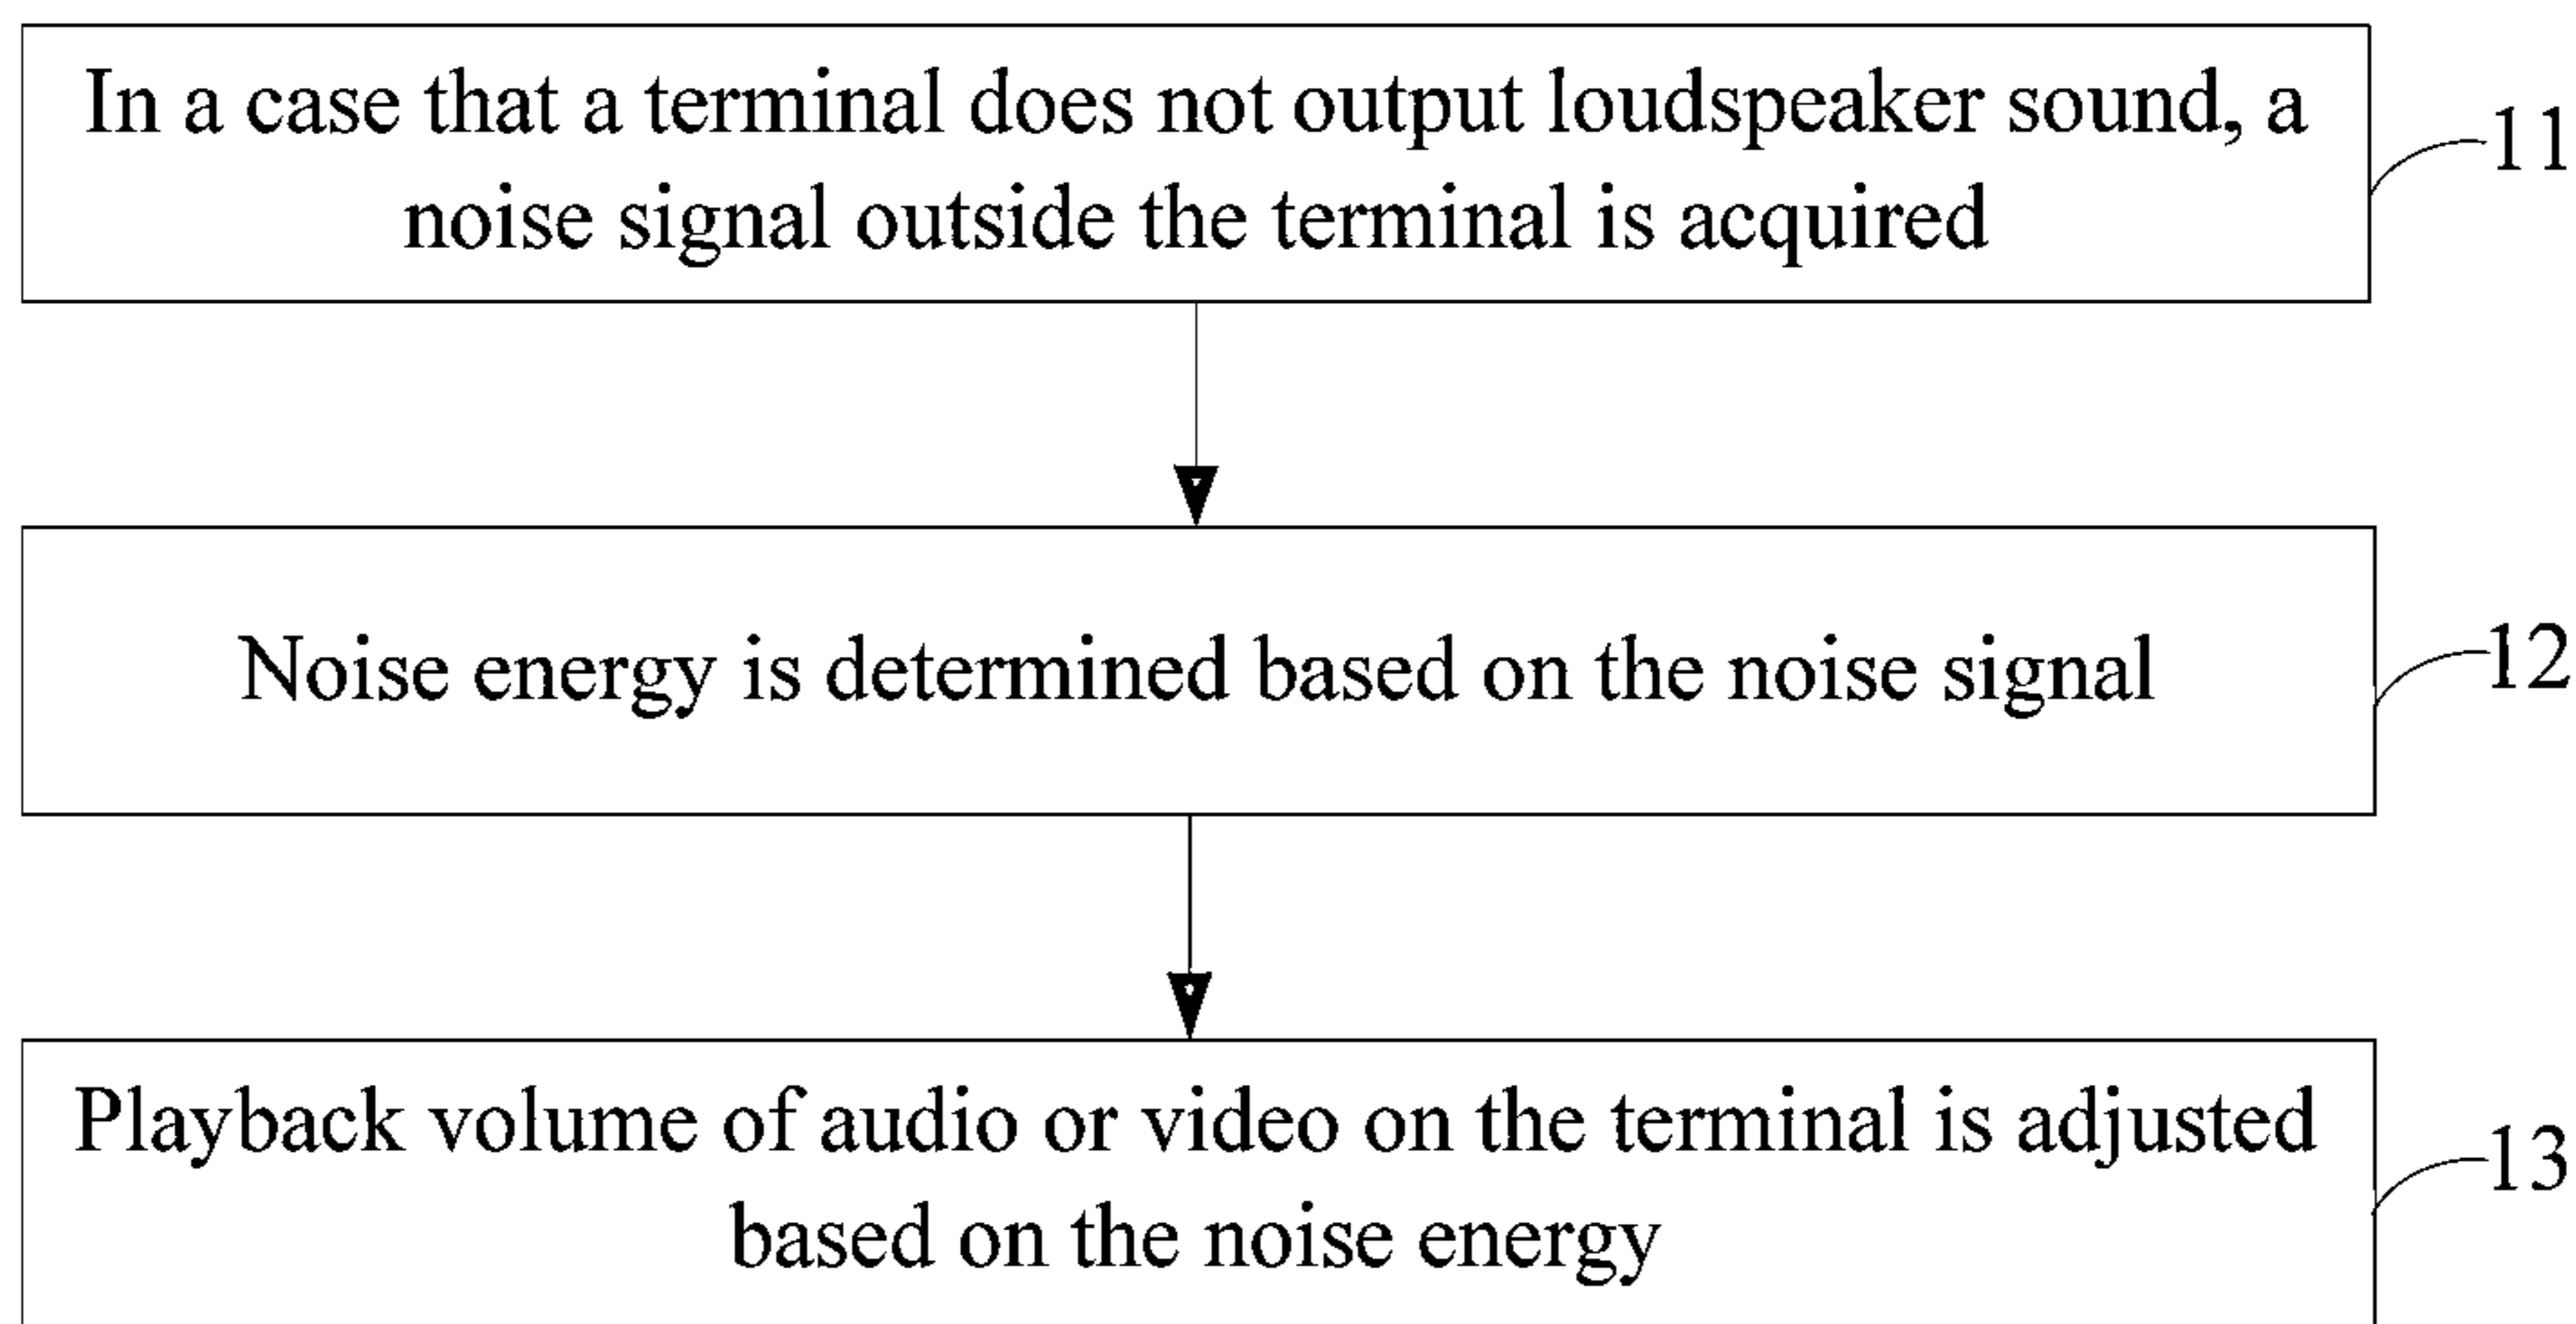 In a case that a terminal does not output loudspeaker sound, a
noise signal outside the terminal is acquired
11
Noise energy is determined based on the noise signal
12
Playback volume of audio or video on the terminal is adjusted
based on the noise energy
13